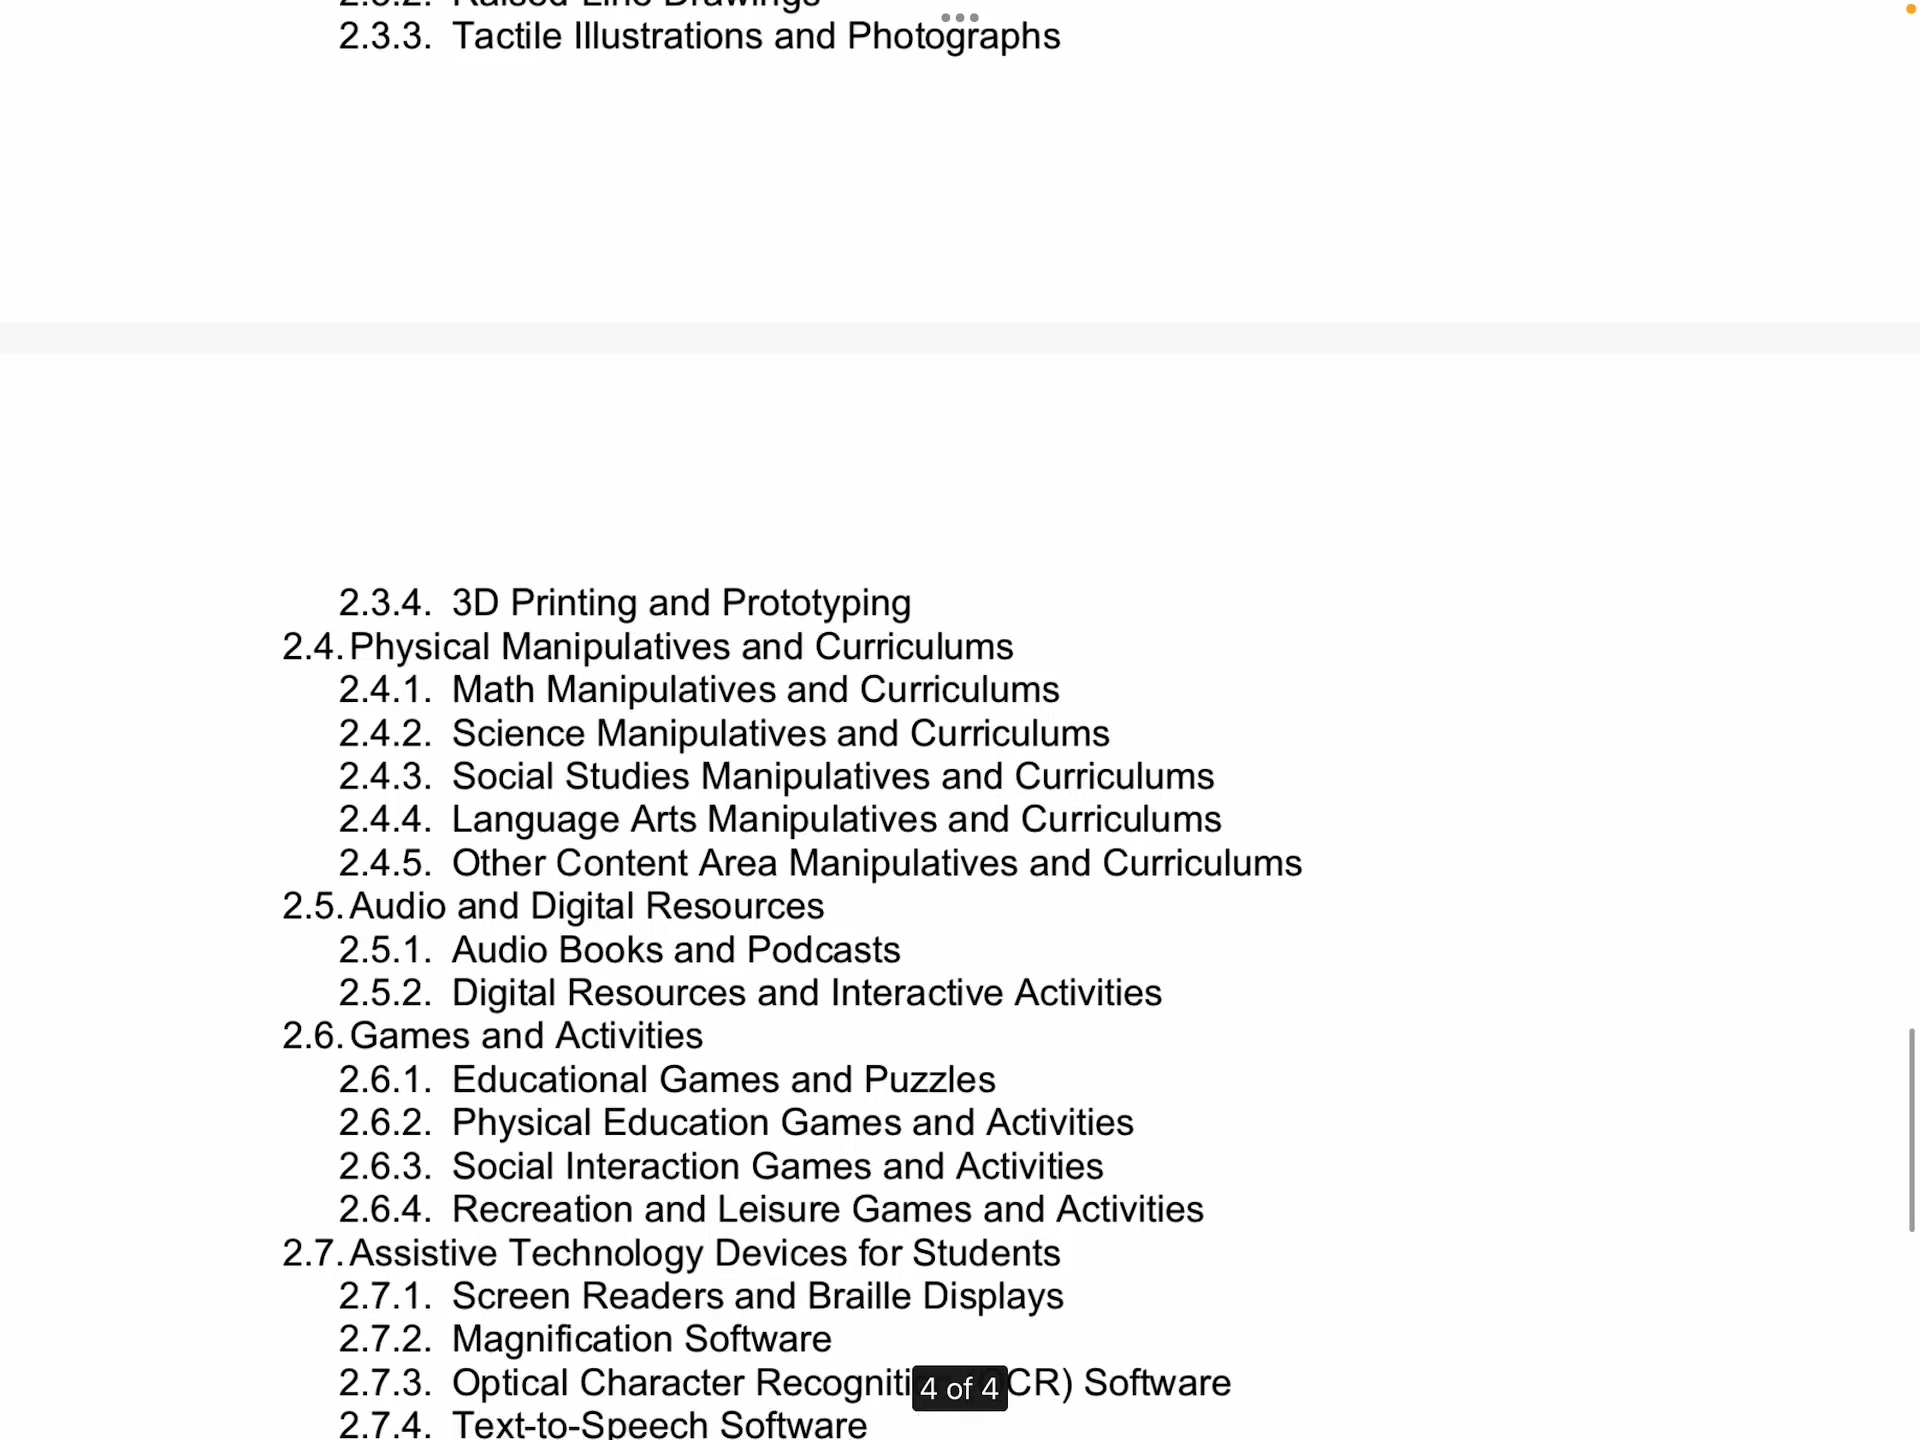 2.3.2. Raised Line Drawings
2.3.3. Tactile Illustrations and Photographs
2.3.4. 3D Printing and Prototyping
2.4. Physical Manipulatives and Curriculums
2.4.1. Math Manipulatives and Curriculums
2.4.2. Science Manipulatives and Curriculums
2.4.3. Social Studies Manipulatives and Curriculums
2.4.4. Language Arts Manipulatives and Curriculums
2.4.5. Other Content Area Manipulatives and Curriculums
2.5. Audio and Digital Resources
2.5.1. Audio Books and Podcasts
2.5.2. Digital Resources and Interactive Activities
2.6. Games and Activities
2.6.1. Educational Games and Puzzles
2.6.2. Physical Education Games and Activities
2.6.3. Social Interaction Games and Activities
2.6.4. Recreation and Leisure Games and Activities
2.7. Assistive Technology Devices for Students
2.7.1. Screen Readers and Braille Displays
2.7.2. Magnification Software
2.7.3. Optical Character Recogniti CR) Software
4 of 4
2.7.4. Text-to-Speech Software